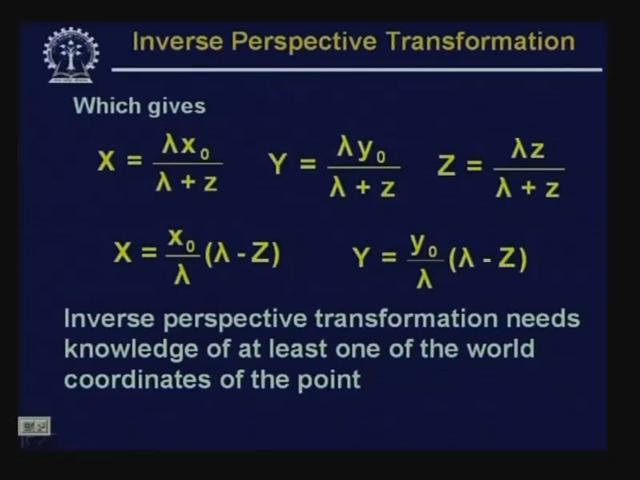 Inverse Perspective Transformation
Which gives
X = λx₀ / λ + z    Y = λy₀ / λ + z    Z = λz / λ + z
X = x₀ / λ (λ - Z)    Y = y₀ / λ (λ - Z)
Inverse perspective transformation needs
knowledge of at least one of the world
coordinates of the point